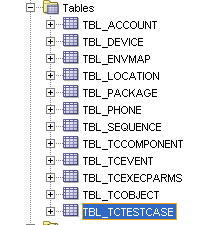 Tables
TBL_ACCOUNT
TBL_DEVICE
TBL_ENVMAP
TBL_LOCATION
TBL_PACKAGE
TBL_PHONE
TBL_SEQUENCE
TBL_TCCOMPONENT
TBL_TCEVENT
TBL_TCEXECPARMS
TBL_TCOBJECT
TBL_TCTESTCASE